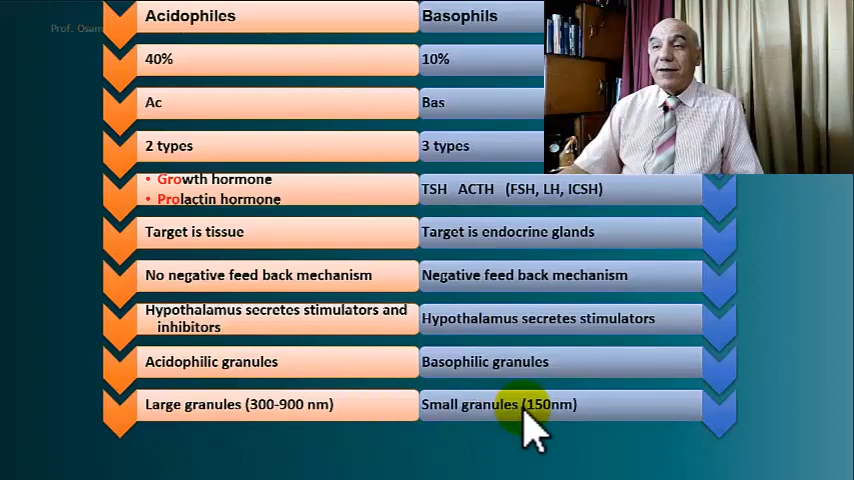 Acidophiles
Basophils
Prof. Osam
40%
10%
Ac
Bas
2 types
3 types
• Growth hormone
• Prolactin hormone
TSH ACTH (FSH, LH, ICSH)
Target is tissue
Target is endocrine glands
No negative feed back mechanism
Negative feed back mechanism
Hypothalamus secretes stimulators and
inhibitors
Hypothalamus secretes stimulators
Acidophilic granules
Basophilic granules
Large granules (300-900 nm)
Small granules (150nm)